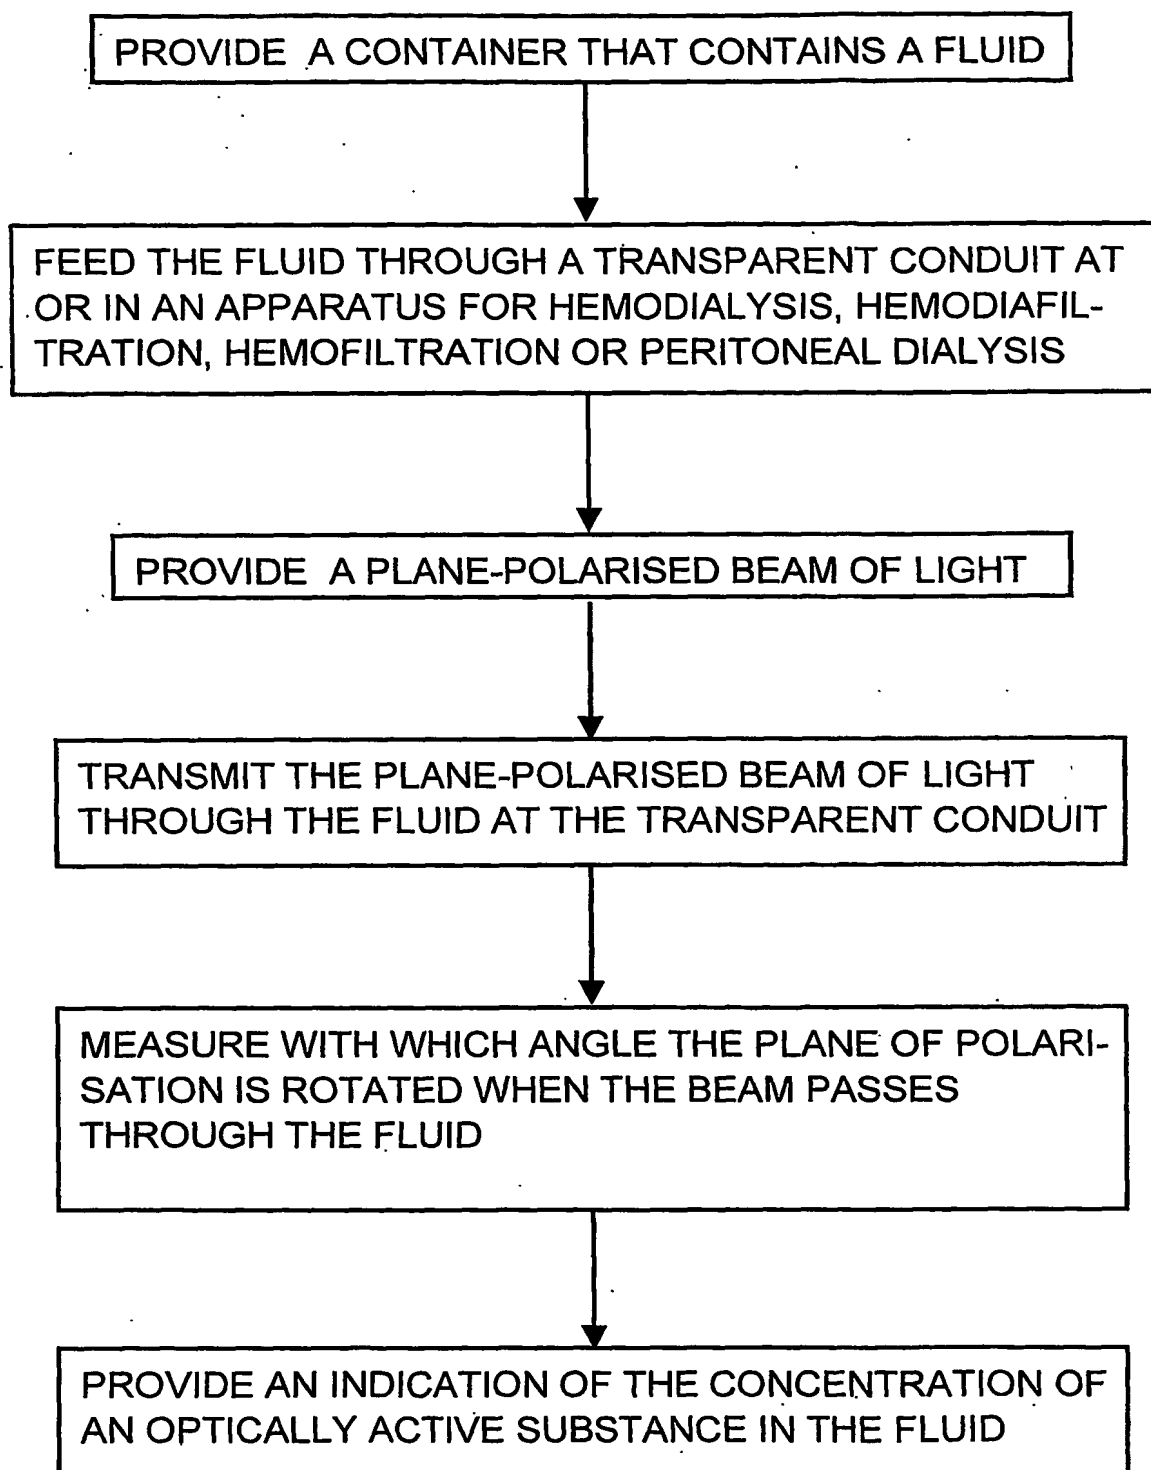 PROVIDE A CONTAINER THAT CONTAINS A FLUID
FEED THE FLUID THROUGH A TRANSPARENT CONDUIT AT
OR IN AN APPARATUS FOR HEMODIALYSIS, HEMODIAFIL-
TRATION, HEMOFILTRATION OR PERITONEAL DIALYSIS
PROVIDE A PLANE-POLARISED BEAM OF LIGHT
TRANSMIT THE PLANE-POLARISED BEAM OF LIGHT
THROUGH THE FLUID AT THE TRANSPARENT CONDUIT
MEASURE WITH WHICH ANGLE THE PLANE OF POLARI-
SATION IS ROTATED WHEN THE BEAM PASSES
THROUGH THE FLUID
PROVIDE AN INDICATION OF THE CONCENTRATION OF
AN OPTICALLY ACTIVE SUBSTANCE IN THE FLUID